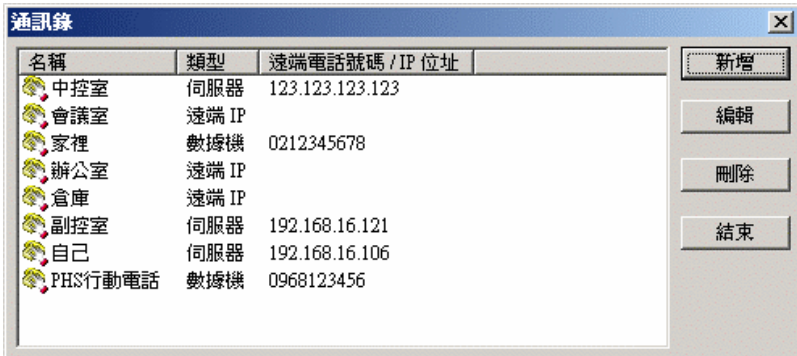 通訊錄
名稱 類型 遠端電話號碼 / IP 位址
中控室 伺服器 123.123.123.123
會議室 遠端 IP
家裡 數據機 0212345678
辦公室 遠端 IP
倉庫 遠端 IP
副控室 伺服器 192.168.16.121
自己 伺服器 192.168.16.106
PHS行動電話 數據機 0968123456
新增
編輯
刪除
結束